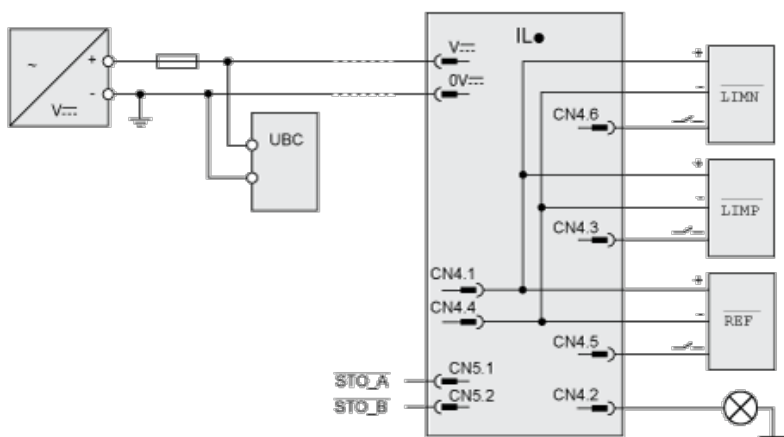 IL●
V⎓
+
+
~
0V⎓
-
-
LIMN
V⎓
CN4.6
UBC
+
-
LIMP
CN4.3
CN4.1
+
CN4.4
-
REF
CN4.5
STO_A
CN5.1
STO_B
CN5.2
CN4.2